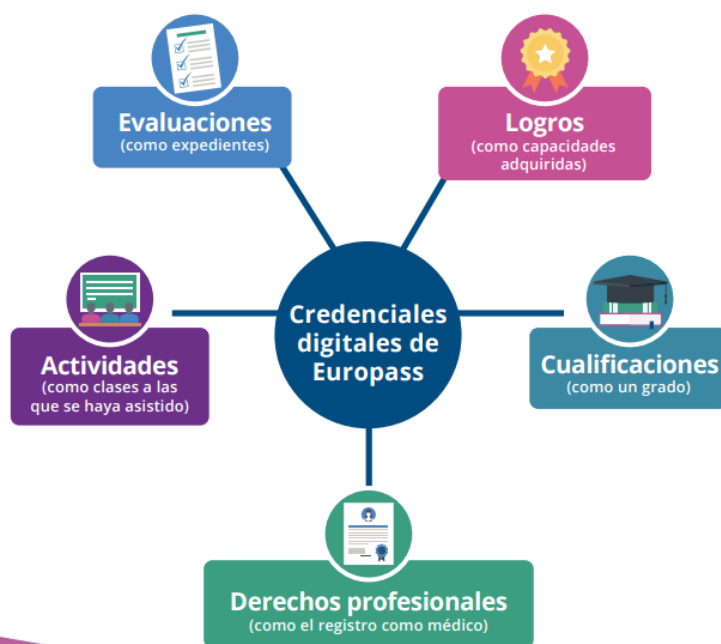 Evaluaciones
(como expedientes)
Logros
(como capacidades
adquiridas)
Credenciales
digitales de
Europass
Actividades
(como clases a las
que se haya asistido)
Cualificaciones
(como un grado)
Derechos profesionales
(como el registro como médico)